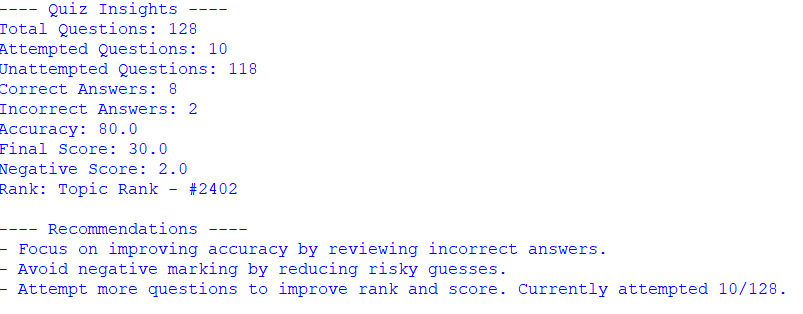 ---- Quiz Insights ----
Total Questions: 128
Attempted Questions: 10
Unattempted Questions: 118
Correct Answers: 8
Incorrect Answers: 2
Accuracy: 80.0
Final Score: 30.0
Negative Score: 2.0
Rank: Topic Rank - #2402
---- Recommendations ----
- Focus on improving accuracy by reviewing incorrect answers.
- Avoid negative marking by reducing risky guesses.
- Attempt more questions to improve rank and score. Currently attempted 10/128.